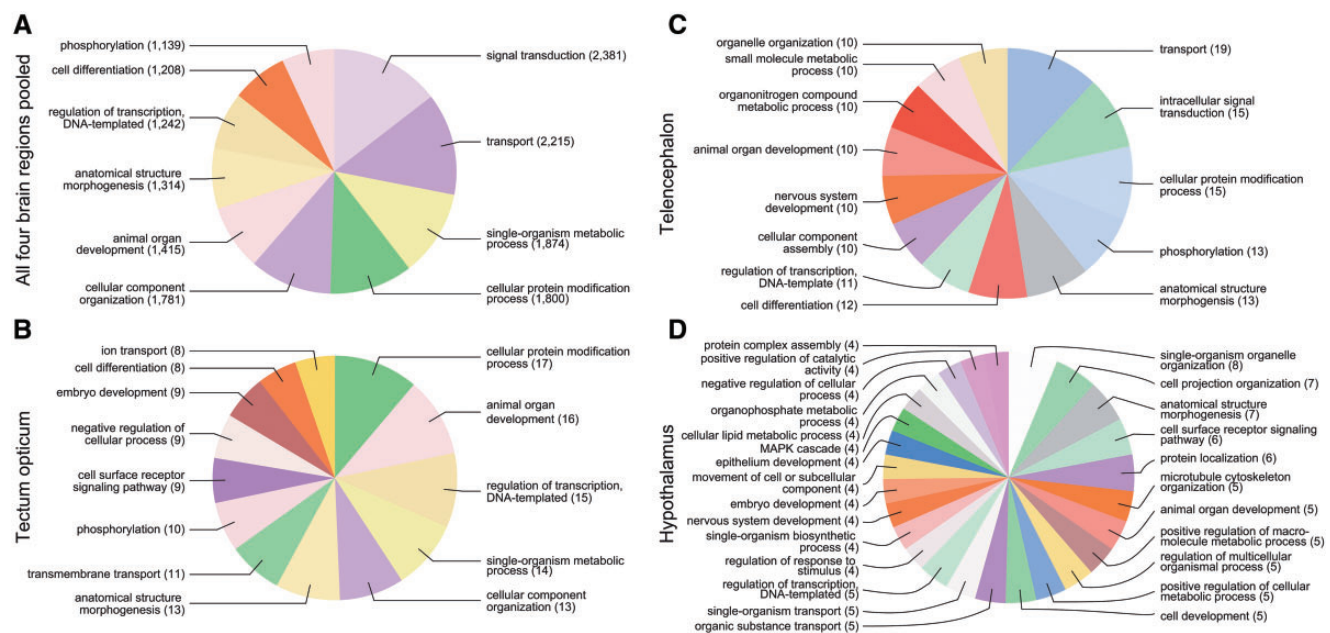 A
All four brain regions pooled
phosphorylation (1,139)
cell differentiation (1,208)
regulation of transcription,
DNA-templated (1,242)
anatomical structure
morphogenesis (1,314)
animal organ
development (1,415)
cellular component
organization (1,781)
signal transduction (2,381)
transport (2,215)
single-organism metabolic
process (1,874)
cellular protein modification
process (1,800)
B
Tectum opticum
ion transport (8)
cell differentiation (8)
embryo development (9)
negative regulation of
cellular process (9)
cell surface receptor
signaling pathway (9)
phosphorylation (10)
transmembrane transport (11)
anatomical structure
morphogenesis (13)
cellular protein modification
process (17)
animal organ
development (16)
regulation of transcription,
DNA-templated (15)
single-organism metabolic
process (14)
cellular component
organization (13)
C
Telencephalon
organelle organization (10)
small molecule metabolic
process (10)
organonitrogen compound
metabolic process (10)
animal organ development (10)
nervous system
development (10)
cellular component
assembly (10)
regulation of transcription,
DNA-template (11)
cell differentiation (12)
transport (19)
intracellular signal
transduction (15)
cellular protein modification
process (15)
phosphorylation (13)
anatomical structure
morphogensis (13)
D
Hypothalamus
protein complex assembly (4)
positive regulation of catalytic
activity (4)
negative regulation of cellular
process (4)
organophosphate metabolic
process (4)
cellular lipid metabolic process (4)
MAPK cascade (4)
epithelium development (4)
movement of cell or subcellular
component (4)
embryo development (4)
nervous system development (4)
single-organism biosynthetic
process (4)
regulation of response to
stimulus (4)
regulation of transcription,
DNA-templated (5)
single-organism transport (5)
organic substance transport (5)
single-organism organelle
organization (8)
cell projection organization (7)
anatomical structure
morphogenesis (7)
cell surface receptor signaling
pathway (6)
protein localization (6)
microtubule cytoskeleton
organization (5)
animal organ development (5)
positive regulation of macro-
molecule metabolic process (5)
regulation of multicellular
organismal process (5)
positive regulation of cellular
metabolic process (5)
cell development (5)